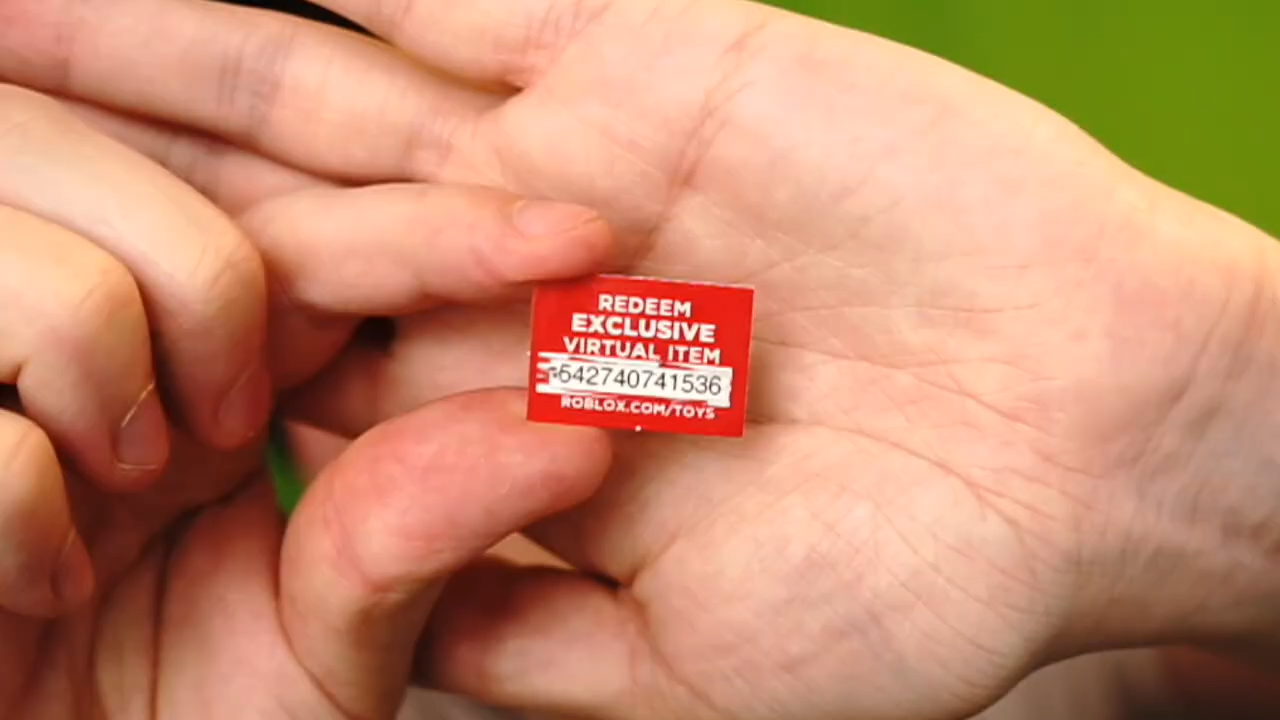 REDEEM
EXCLUSIVE
VIRTUAL ITEM
642740741536
ROBLOX.COM/TOYS